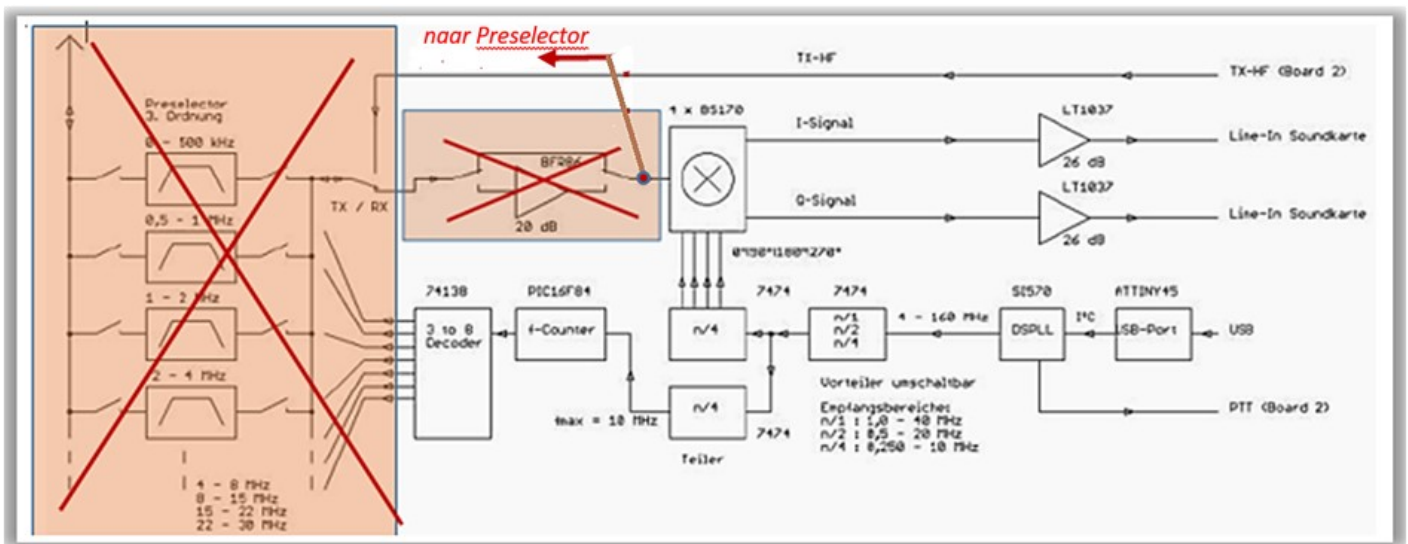 naar Preselector
TX-HF
TX-HF (Board 2)
Preselector
3. Ordnung
0 - 500 kHz
4 x BS170
I-Signal
LT1037
Line-In Soundkarte
26 dB
BFR86
TX / RX
20 dB
Q-Signal
LT1037
Line-In Soundkarte
26 dB
0,5 - 1 MHz
0°90°180°270°
1 - 2 MHz
74138
PIC16F84
7474
7474
SI570
ATTINY45
3 to 8
Decoder
f-Counter
n/4
n/1
n/2
n/4
4 - 160 MHz
DSPLL
I²C
USB-Port
USB
2 - 4 MHz
n/4
fmax = 10 MHz
7474
Teiler
Vorteiler umschaltbar
Empfangsbereiche:
n/1 : 1,0 - 40 MHz
n/2 : 0,5 - 20 MHz
n/4 : 0,250 - 10 MHz
PTT (Board 2)
4 - 8 MHz
8 - 15 MHz
15 - 22 MHz
22 - 30 MHz